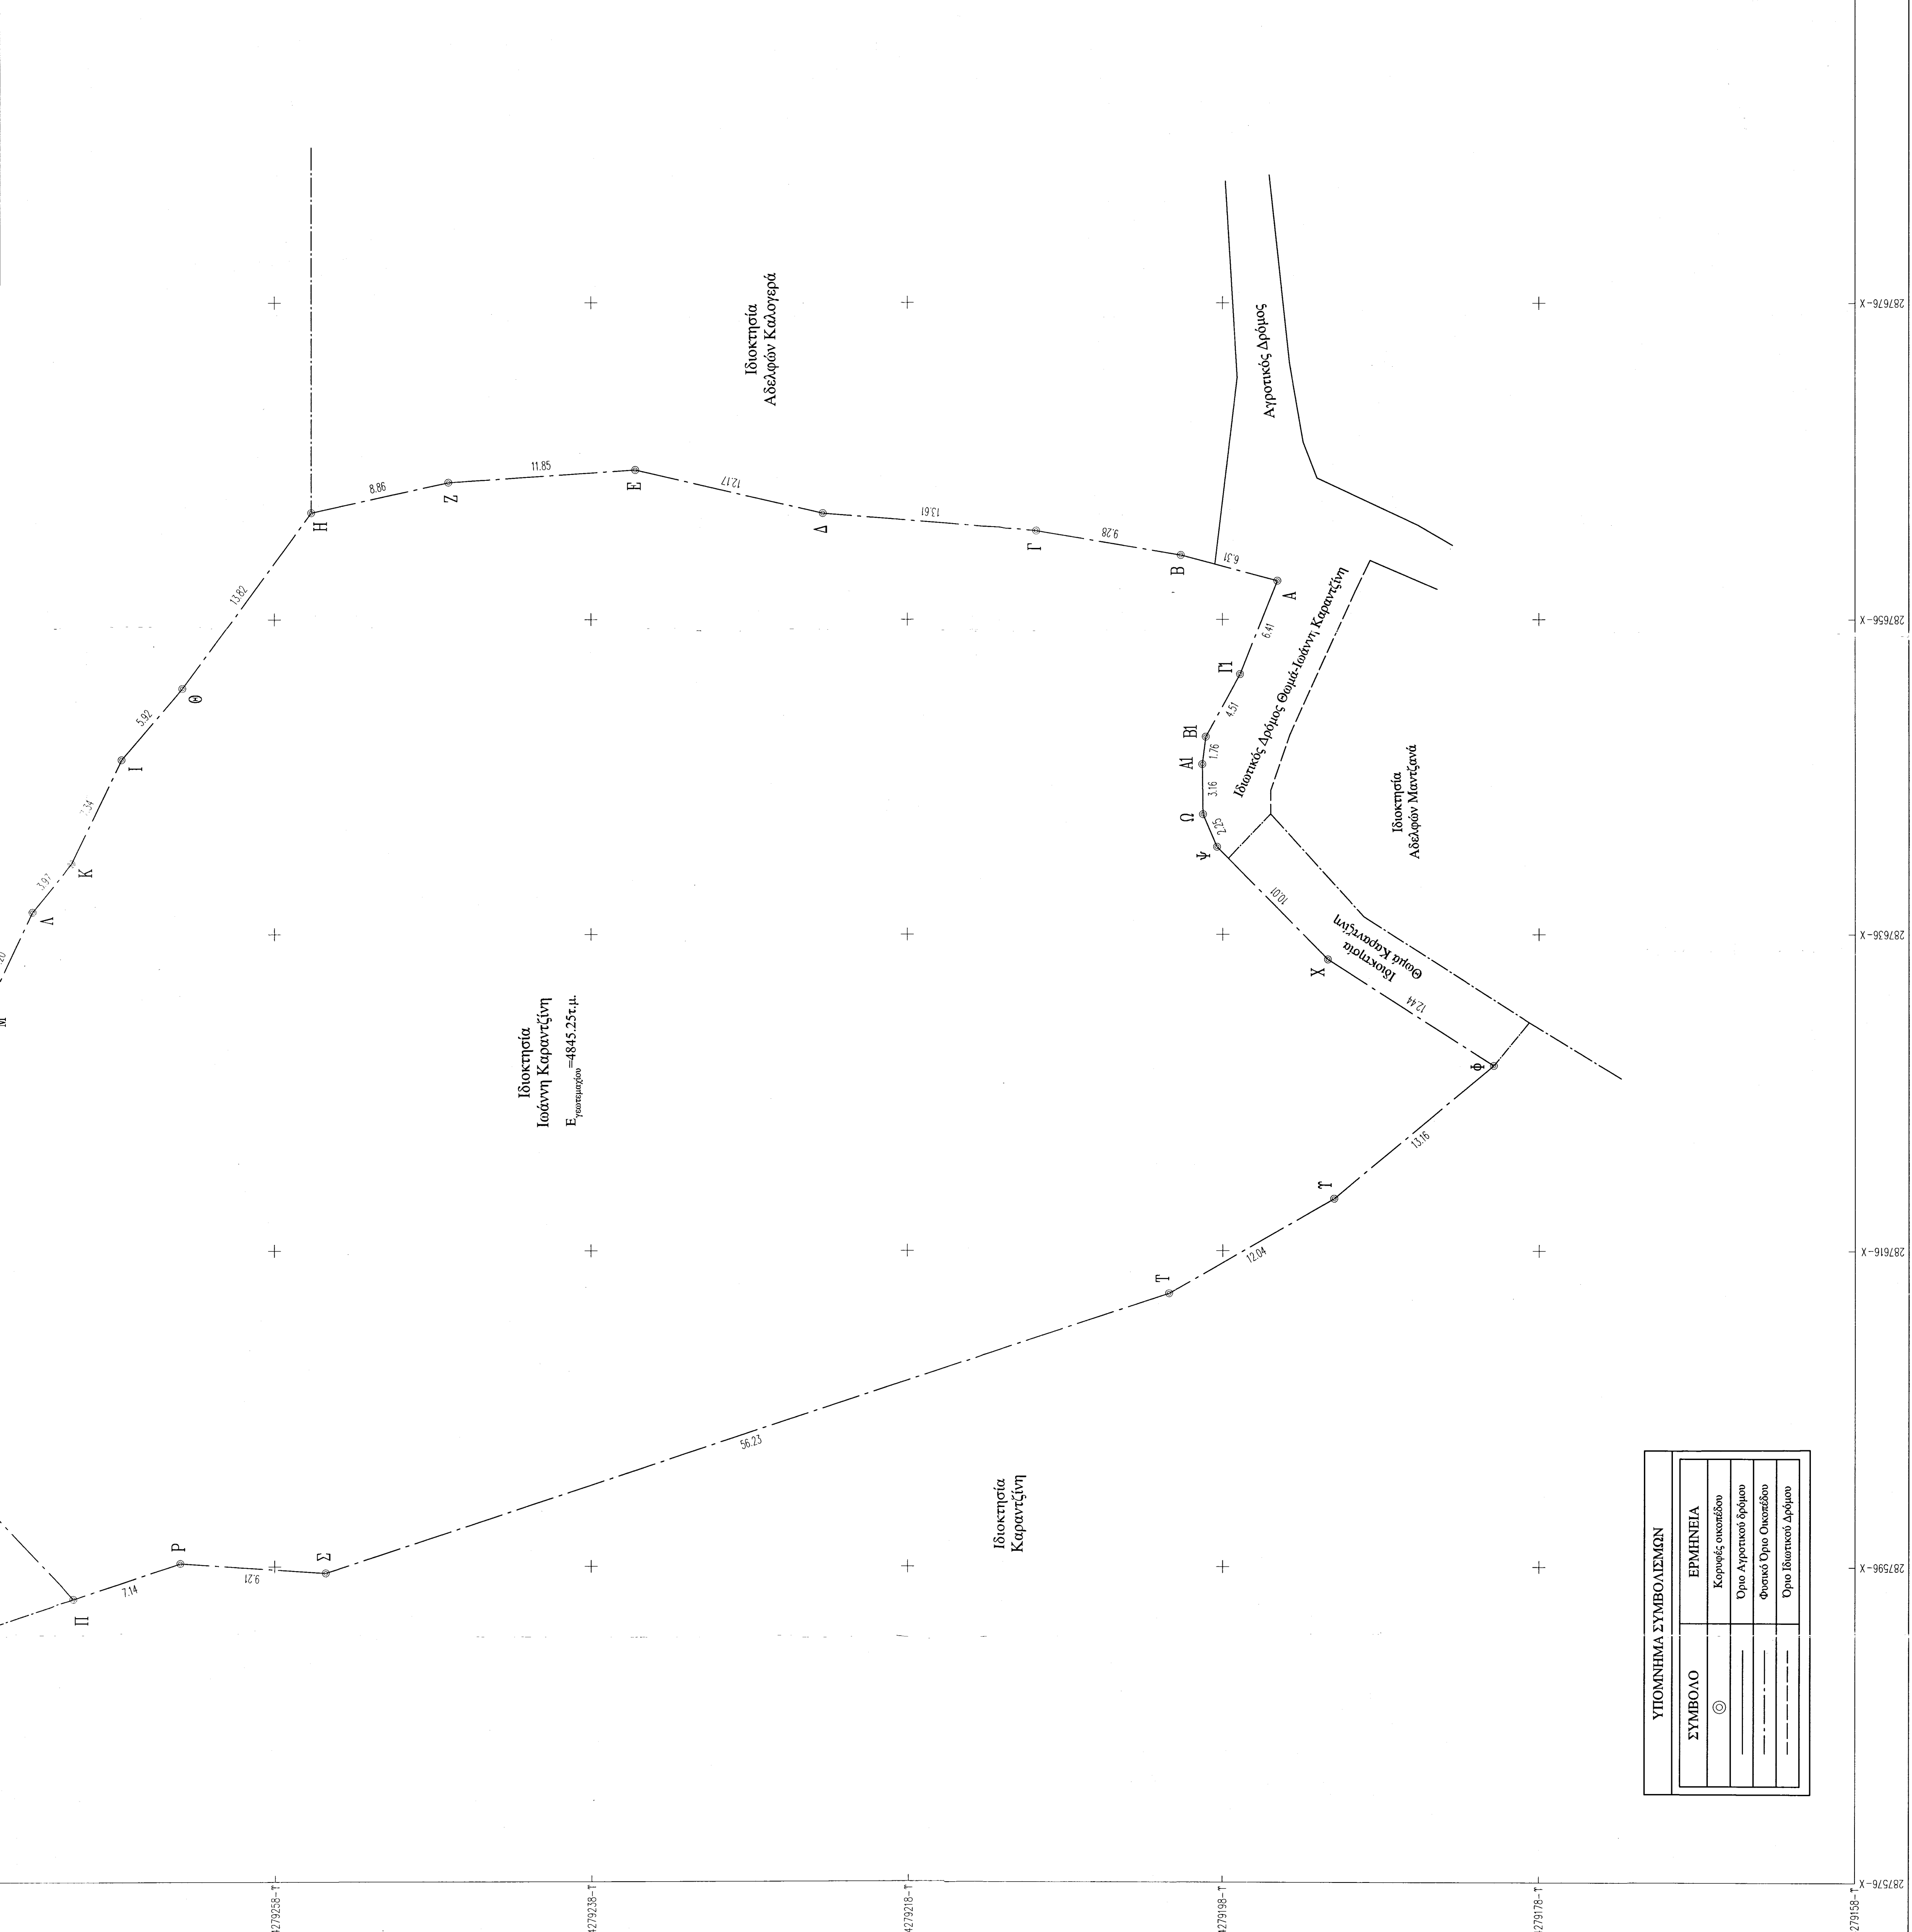 Ιδιοκτησία
Αδελφών Καλογερά
Αγροτικός Δρόμος
Ιδιωτικός Δρόμος Θωμά-Ιωάννη Καραντζίνη
Ιδιοκτησία
Αδελφών Μαντζανά
Ιδιοκτησία
Θωμά Καραντζίνη
Ιδιοκτησία
Ιωάννη Καραντζίνη
Εγεωτεμαχίου=4845.25τ.μ.
Ιδιοκτησία
Καραντζίνη
Α
6.31
Β
9.28
Γ
13.61
Δ
12.17
Ε
11.85
Ζ
8.86
Η
13.82
Θ
5.92
Ι
7.34
Κ
3.97
Λ
Μ
Π
7.14
Ρ
9.21
Σ
56.23
Τ
12.04
Υ
13.16
Φ
12.44
Χ
10.01
Ψ
2.25
Ω
3.16
Α1
1.76
Β1
4.51
Γ1
6.41
ΥΠΟΜΝΗΜΑ ΣΥΜΒΟΛΙΣΜΩΝ
ΣΥΜΒΟΛΟ ΕΡΜΗΝΕΙΑ
Κορυφές οικοπέδου
Όριο Αγροτικού δρόμου
Φυσικό Όριο Οικοπέδου
Όριο Ιδιωτικού Δρόμου
287676-X
287656-X
287636-X
287616-X
287596-X
287576-X
4279258-T
4279238-T
4279218-T
4279198-T
4279178-T
279158-T